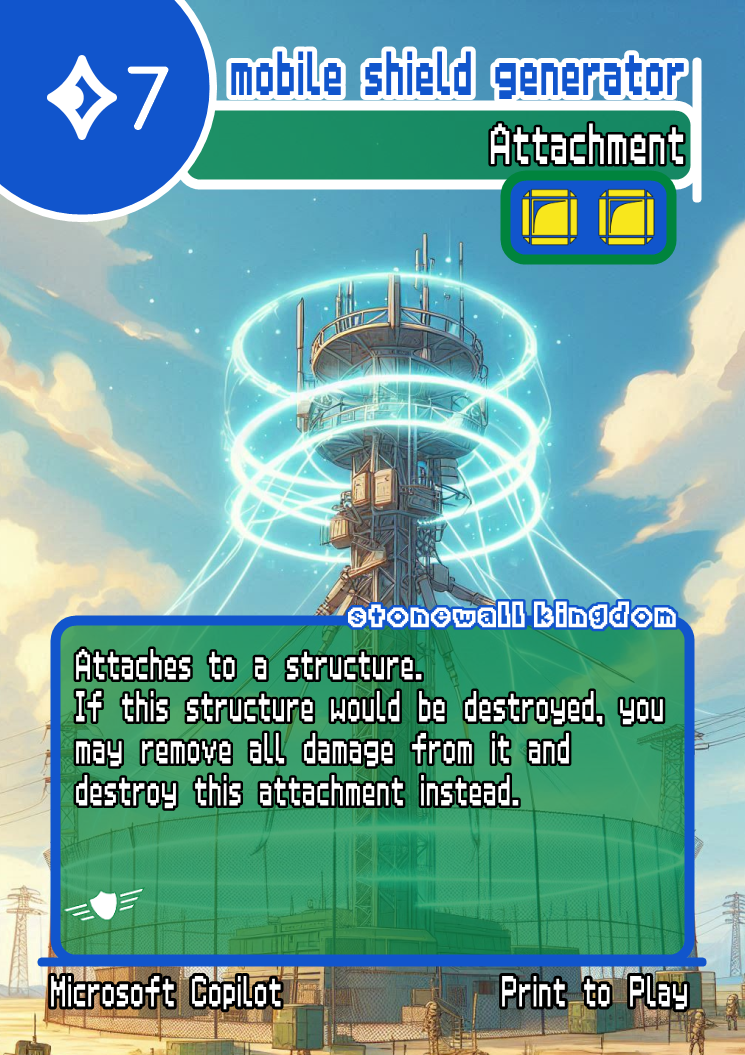 7
mobile shield generator
Attachment
stonewall kingdom
Attaches to a structure.
If this structure would be destroyed, you
may remove all damage from it and
destroy this attachment instead.
Microsoft Copilot
Print to Play